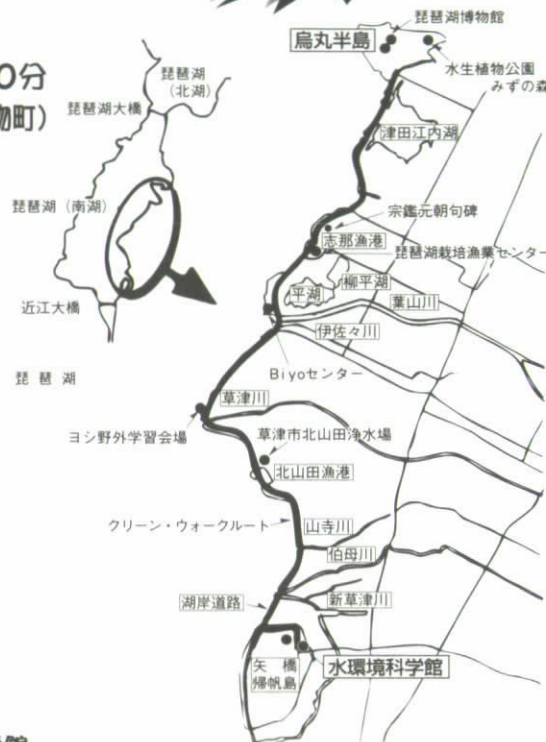 琵琶湖博物館
烏丸半島
水生植物公園
みずの森
0分
町）
琵琶湖
（北湖）
琵琶湖大橋
津田江内湖
琵琶湖（南湖）
宗鑑元朝句碑
志那漁港
琵琶湖栽培漁業センター
柳平湖
平湖
葉山川
近江大橋
伊佐々川
琵琶湖
Biyoセンター
草津川
ヨシ野外学習会場
草津市北山田浄水場
北山田漁港
クリーン・ウォークルート
山寺川
伯母川
湖岸道路
新草津川
矢橋
帰帆島
水環境科学館